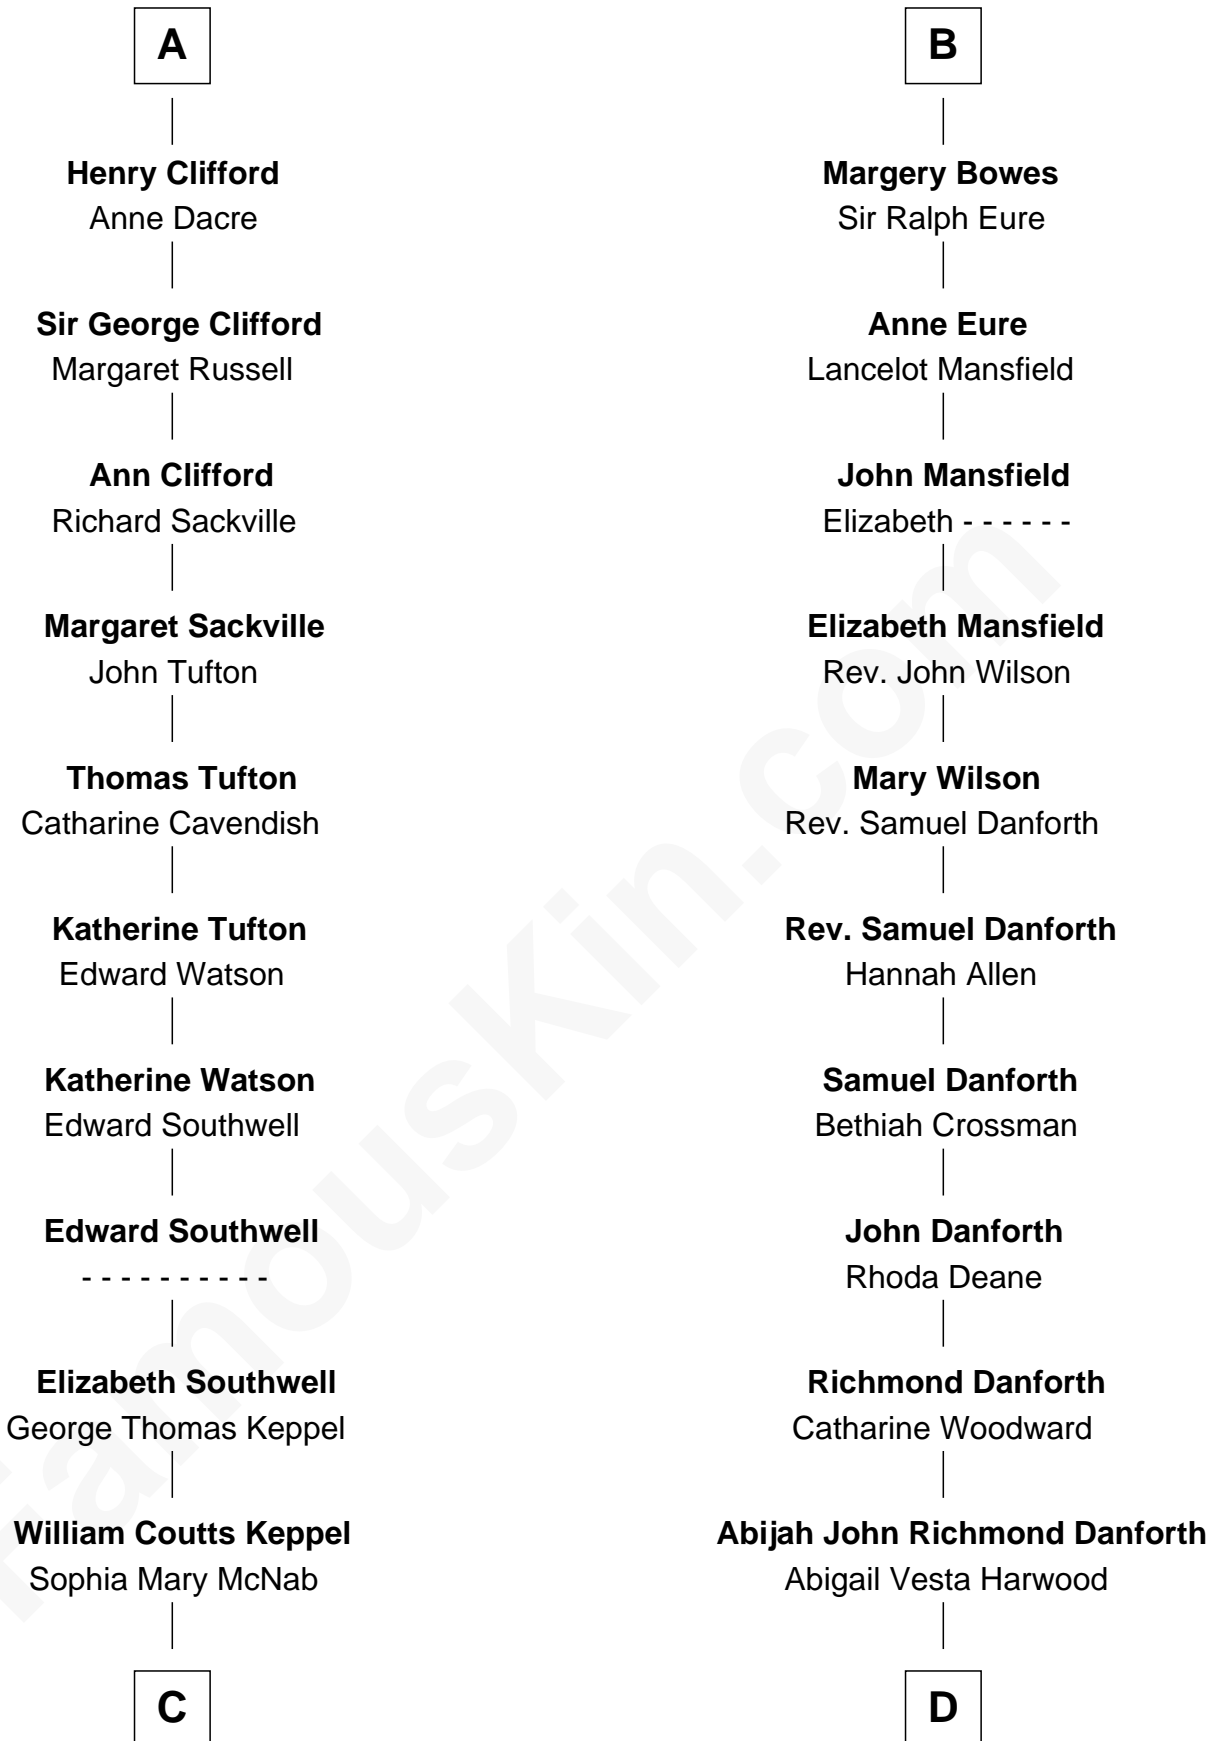 A
Henry Clifford
Anne Dacre
Sir George Clifford
Margaret Russell
Ann Clifford
Richard Sackville
Margaret Sackville
John Tufton
Thomas Tufton
Catharine Cavendish
Katherine Tufton
Edward Watson
Katherine Watson
Edward Southwell
Edward Southwell
- - - - - - - - - -
Elizabeth Southwell
George Thomas Keppel
William Coutts Keppel
Sophia Mary McNab
C
B
Margery Bowes
Sir Ralph Eure
Anne Eure
Lancelot Mansfield
John Mansfield
Elizabeth - - - - - -
Elizabeth Mansfield
Rev. John Wilson
Mary Wilson
Rev. Samuel Danforth
Rev. Samuel Danforth
Hannah Allen
Samuel Danforth
Bethiah Crossman
John Danforth
Rhoda Deane
Richmond Danforth
Catharine Woodward
Abijah John Richmond Danforth
Abigail Vesta Harwood
D
FamousKin.com